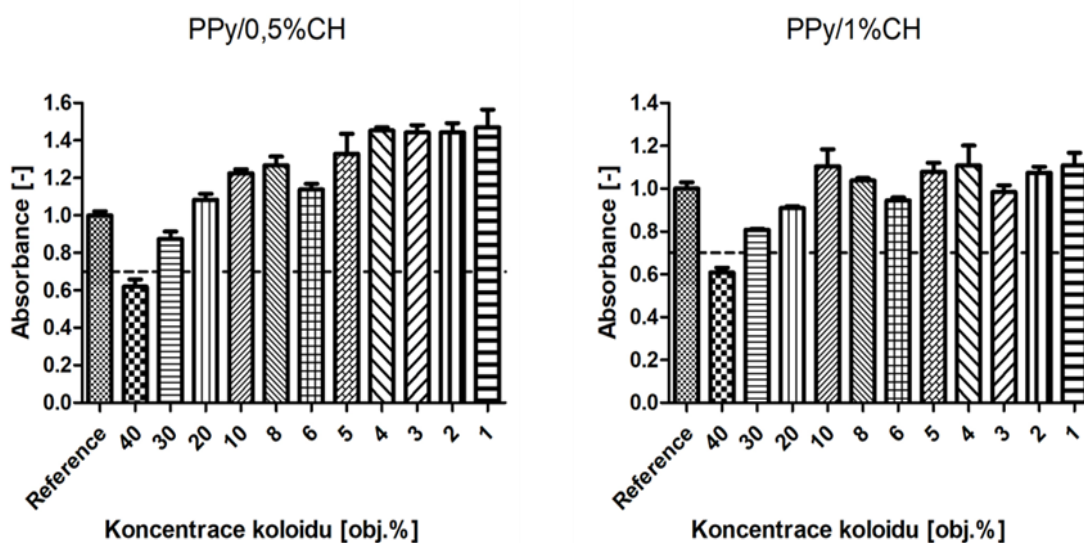 PPy/0,5%CH
Absorbance [-]
1.6
1.4
1.2
1.0
0.8
0.6
0.4
0.2
0.0
Reference 40 30 20 10 8 6 5 4 3 2 1
Koncentrace koloidu [obj.%]
PPy/1%CH
Absorbance [-]
1.4
1.2
1.0
0.8
0.6
0.4
0.2
0.0
Reference 40 30 20 10 8 6 5 4 3 2 1
Koncentrace koloidu [obj.%]